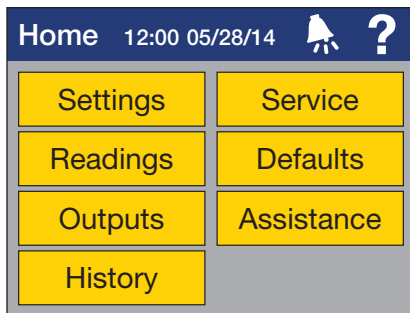 Home 12:00 05/28/14 ?
Settings Service
Readings Defaults
Outputs Assistance
History